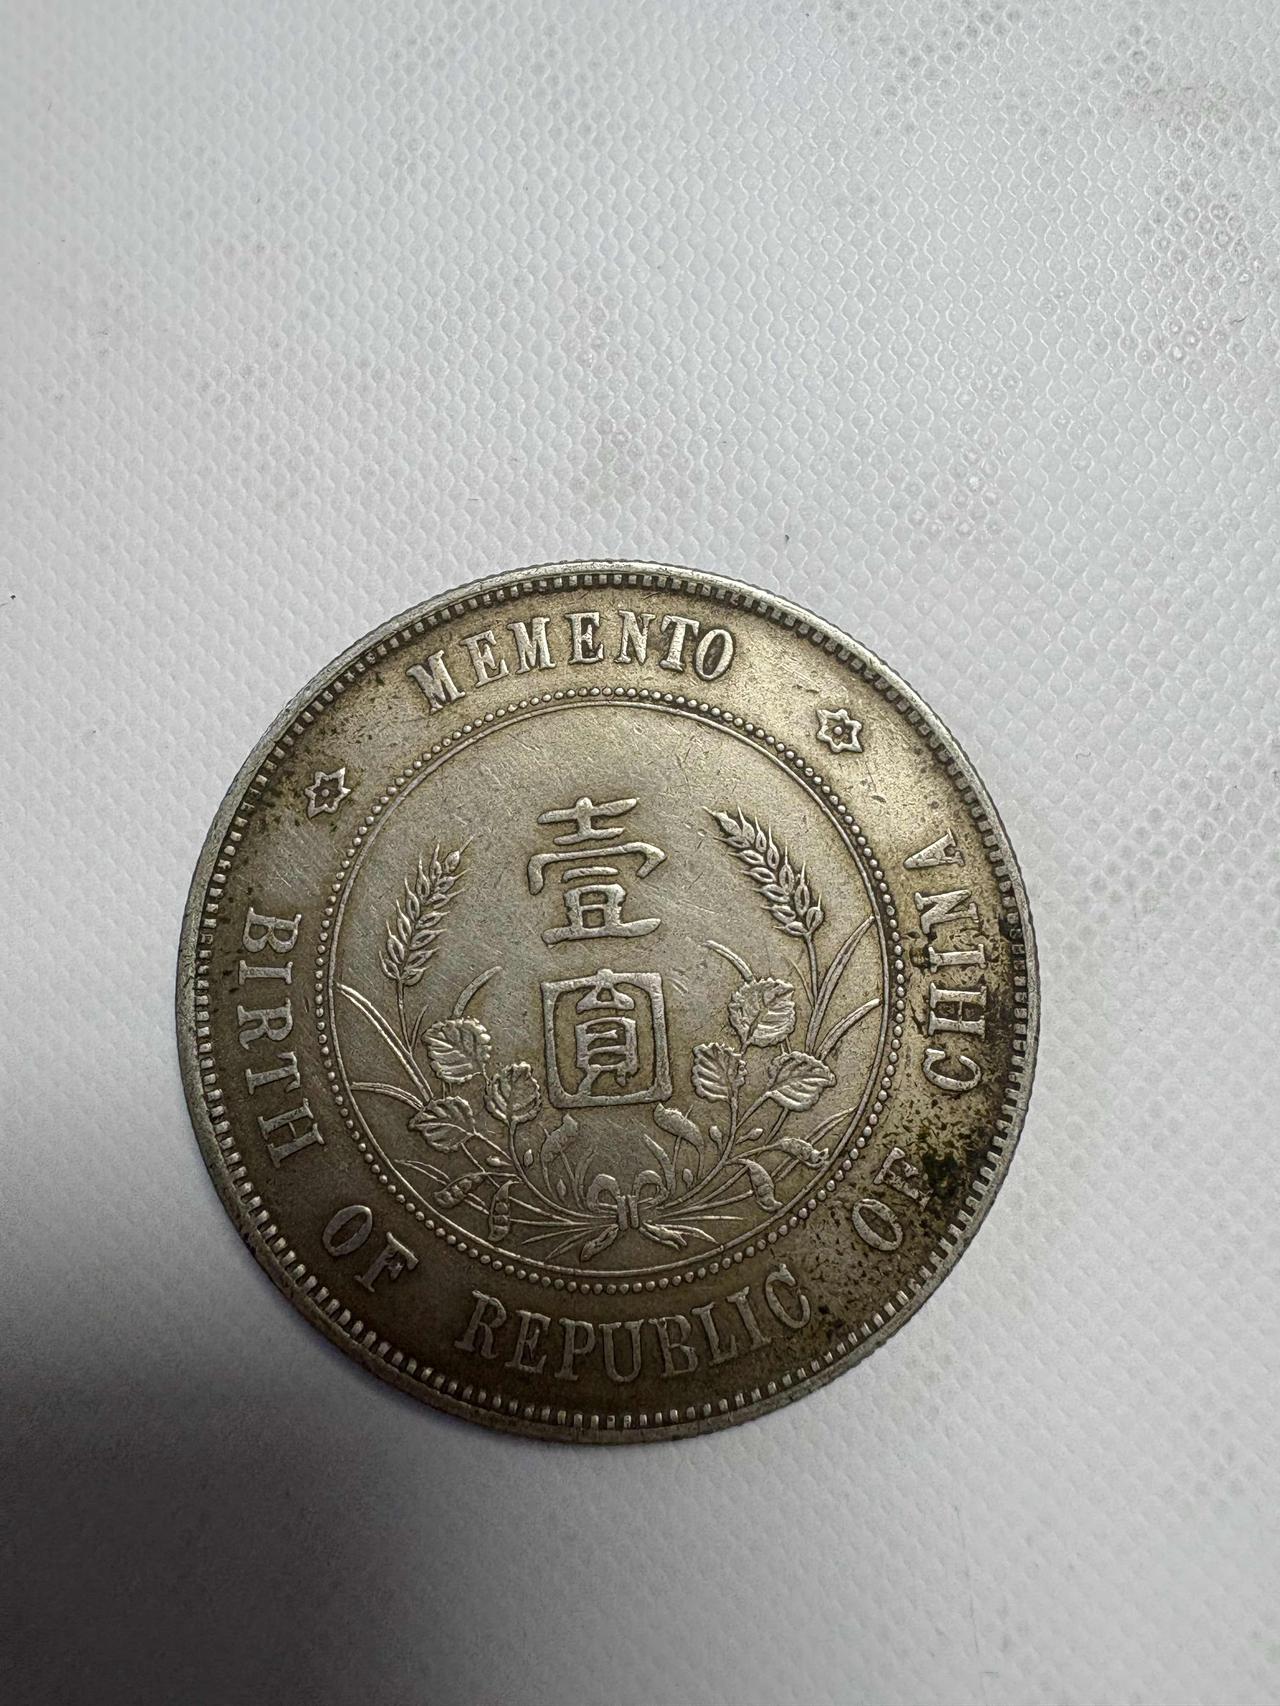 MEMENTO
BIRTH OF REPUBLIC OF CHINA
壹
圓